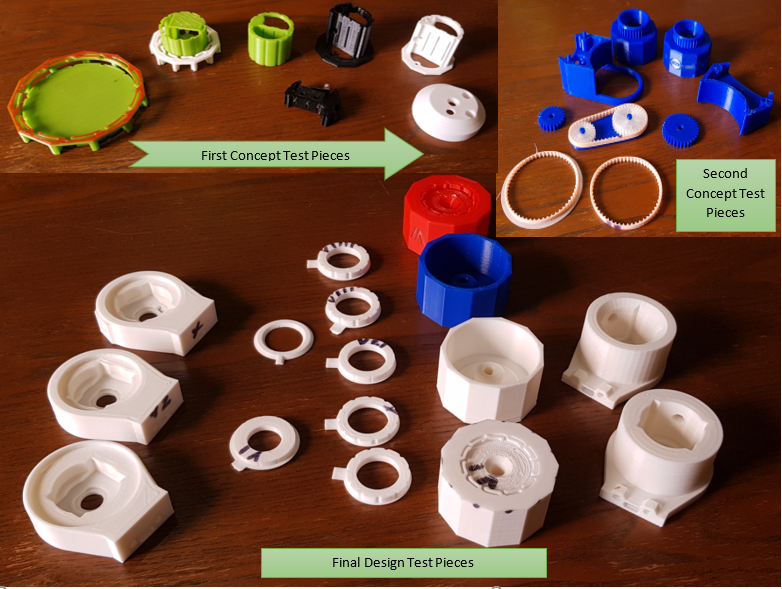 First Concept Test Pieces
Second
Concept Test
Pieces
Final Design Test Pieces